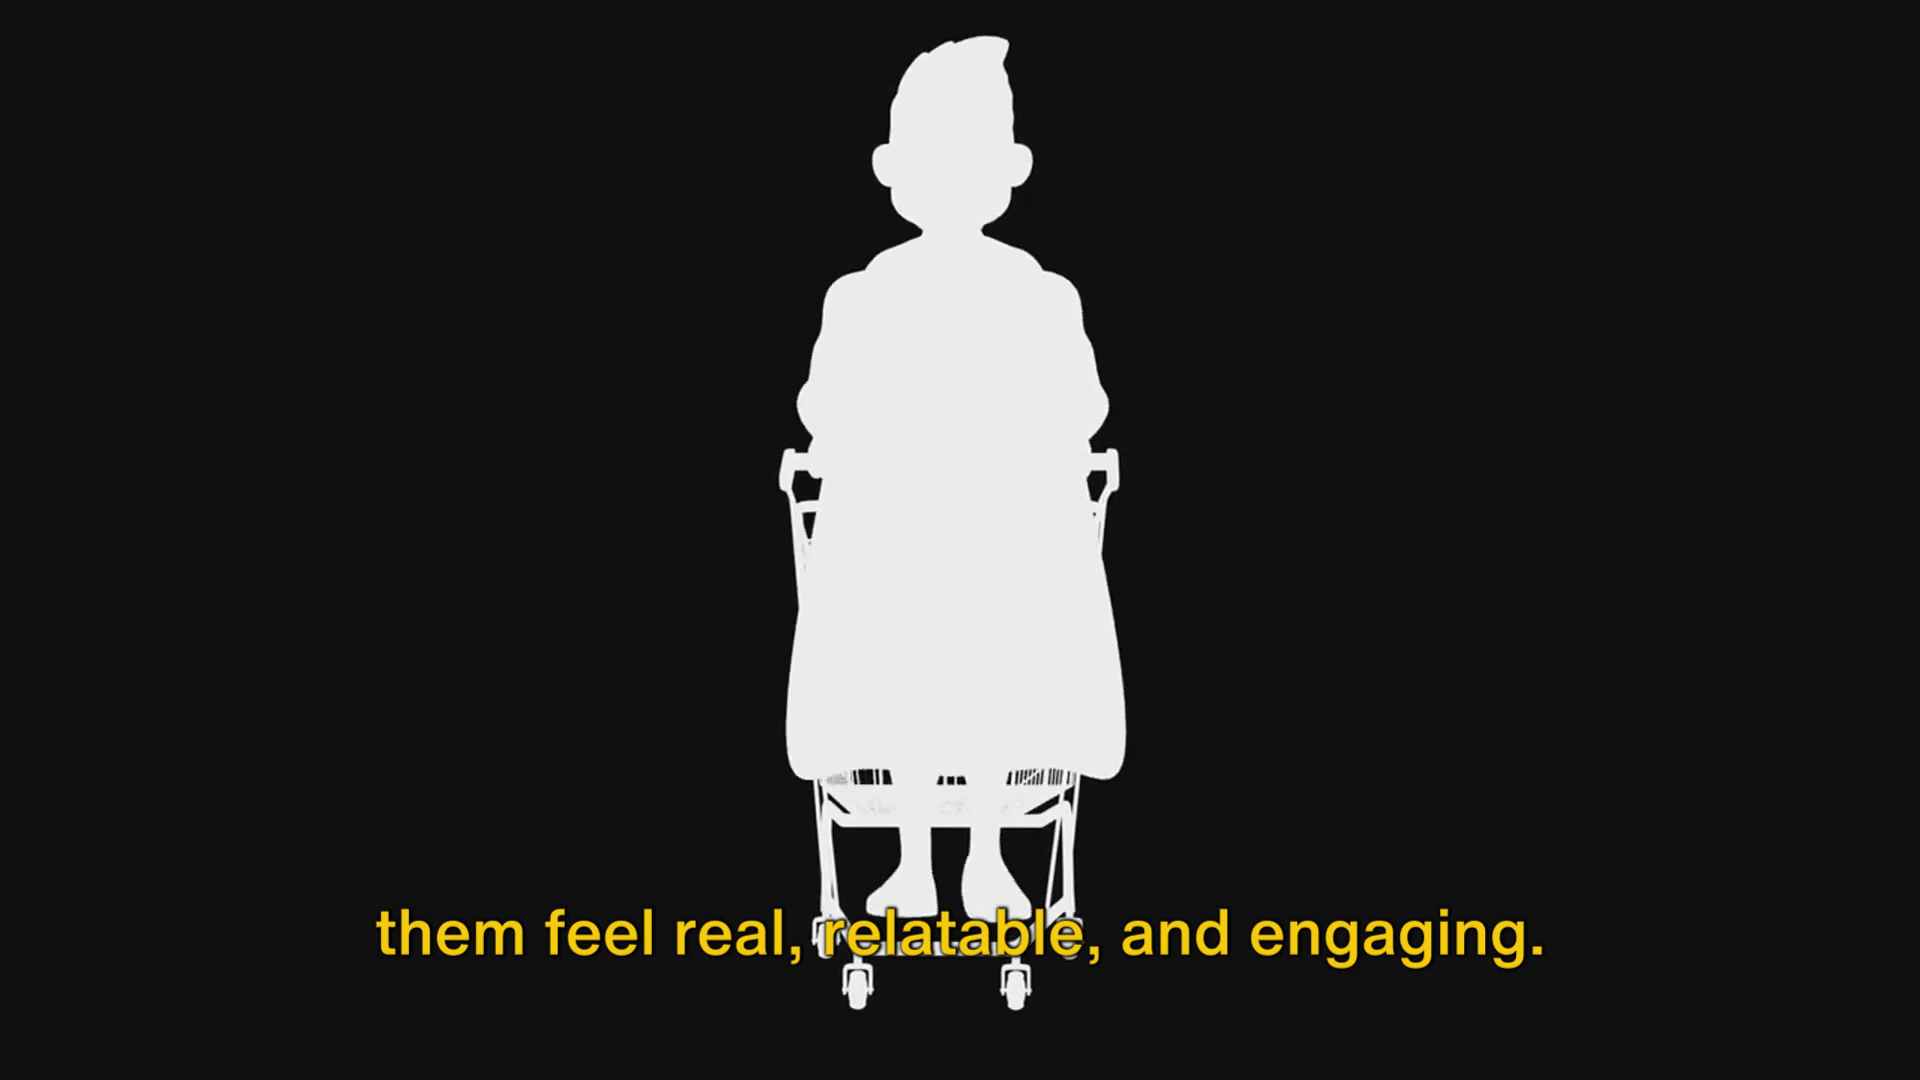 them feel real, relatable, and engaging.